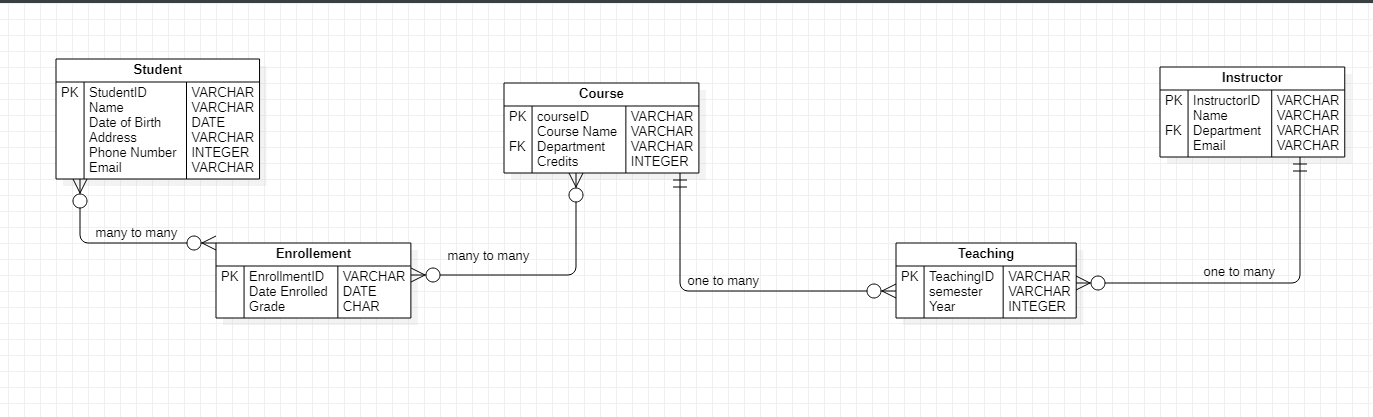 Student
PK StudentID VARCHAR
Name VARCHAR
Date of Birth DATE
Address VARCHAR
Phone Number INTEGER
Email VARCHAR
many to many
Enrollement
PK EnrollmentID VARCHAR
Date Enrolled DATE
Grade CHAR
many to many
Course
PK courseID VARCHAR
Course Name VARCHAR
FK Department VARCHAR
Credits INTEGER
one to many
Teaching
PK TeachingID VARCHAR
semester VARCHAR
Year INTEGER
one to many
Instructor
PK InstructorID VARCHAR
Name VARCHAR
FK Department VARCHAR
Email VARCHAR